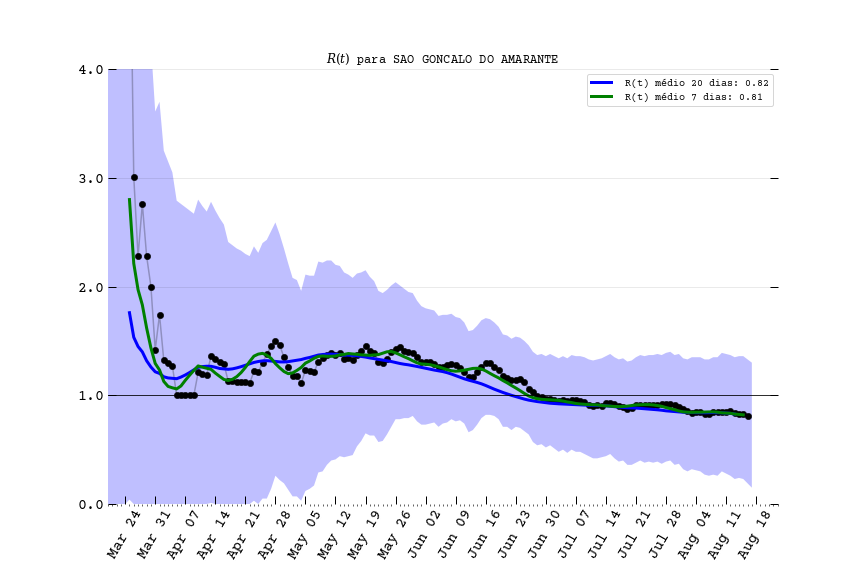 R(t) para SAO GONCALO DO AMARANTE
R(t) médio 20 dias: 0.82
R(t) médio 7 dias: 0.81
4.0
3.0
2.0
1.0
0.0
Mar 24
Mar 31
Apr 07
Apr 14
Apr 21
Apr 28
May 05
May 12
May 19
May 26
Jun 02
Jun 09
Jun 16
Jun 23
Jun 30
Jul 07
Jul 14
Jul 21
Jul 28
Aug 04
Aug 11
Aug 18